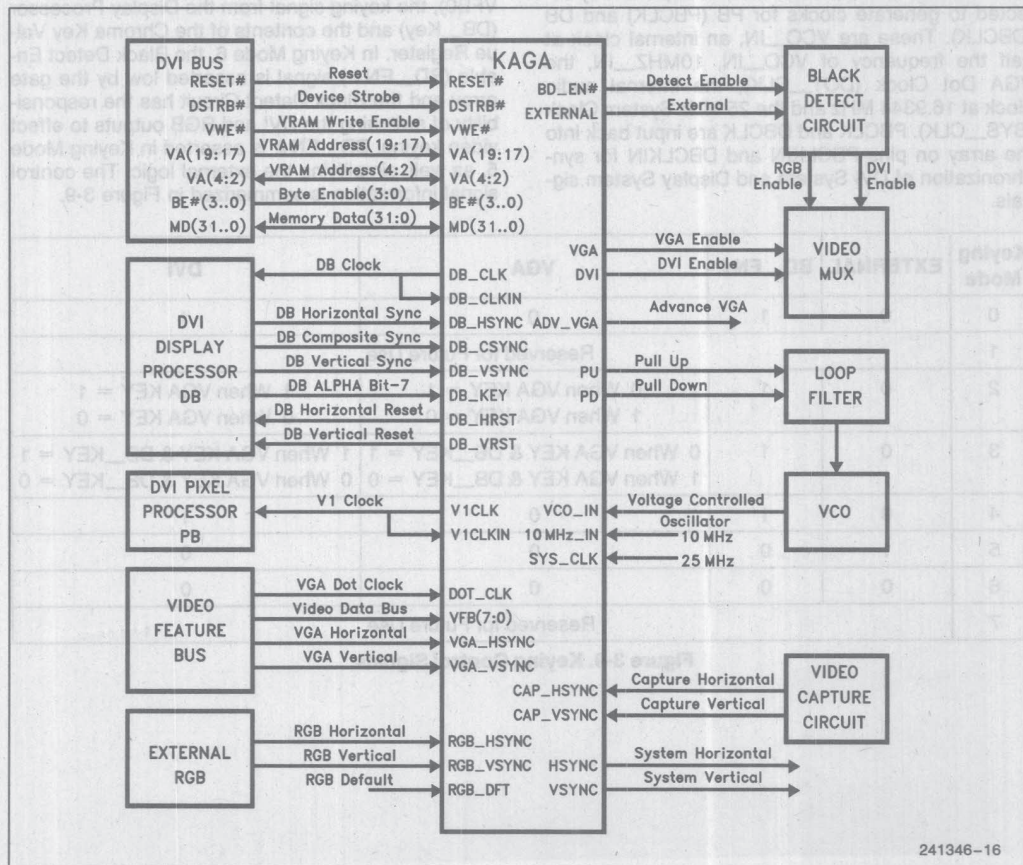 DVI BUS
RESET#
DSTRB#
VWE#
VA(19:17)
VA(4:2)
BE#(3..0)
MD(31..0)
Reset
Device Strobe
VRAM Write Enable
VRAM Address(19:17)
VRAM Address(4:2)
Byte Enable(3:0)
Memory Data(31:0)
KAGA
RESET#
DSTRB#
VWE#
VA(19:17)
VA(4:2)
BE#(3..0)
MD(31..0)
BD_EN#
EXTERNAL
Detect Enable
External
BLACK
DETECT
RGB
Enable
DVI
Enable
VGA
DVI
VGA Enable
DVI Enable
VIDEO
MUX
ADV_VGA
Advance VGA
DVI
DISPLAY
PROCESSOR
DB
DB Clock
DB Horizontal Sync
DB Composite Sync
DB Vertical Sync
DB ALPHA Bit-7
DB Horizontal Reset
DB Vertical Reset
DB_CLK
DB_CLKIN
DB_HSYNC
DB_CSYNC
DB_VSYNC
DB_KEY
DB_HRST
DB_VRST
PU
PD
Pull Up
Pull Down
LOOP
FILTER
DVI PIXEL
PROCESSOR
PB
V1 Clock
V1CLK
V1CLKIN
VCO_IN
10 MHz_IN
SYS_CLK
Voltage Controlled
Oscillator
10 MHz
25 MHz
VCO
VIDEO
FEATURE
BUS
VGA Dot Clock
Video Data Bus
VGA Horizontal
VGA Vertical
DOT_CLK
VFB(7:0)
VGA_HSYNC
VGA_VSYNC
CAP_HSYNC
CAP_VSYNC
Capture Horizontal
Capture Vertical
VIDEO
CAPTURE
CIRCUIT
EXTERNAL
RGB
RGB Horizontal
RGB Vertical
RGB Default
RGB_HSYNC
RGB_VSYNC
RGB_DFT
HSYNC
VSYNC
System Horizontal
System Vertical
241346-16